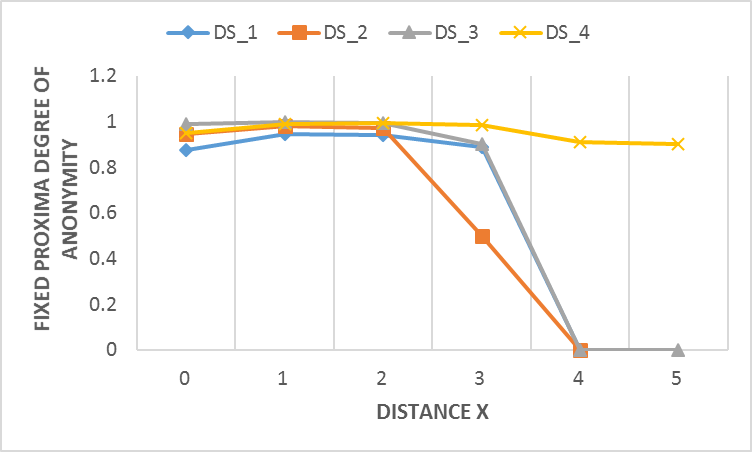 DS_1 DS_2 DS_3 DS_4
1.2
1
0.8
0.6
0.4
0.2
0
FIXED PROXIMA DEGREE OF
ANONYMITY
0 1 2 3 4 5
DISTANCE X